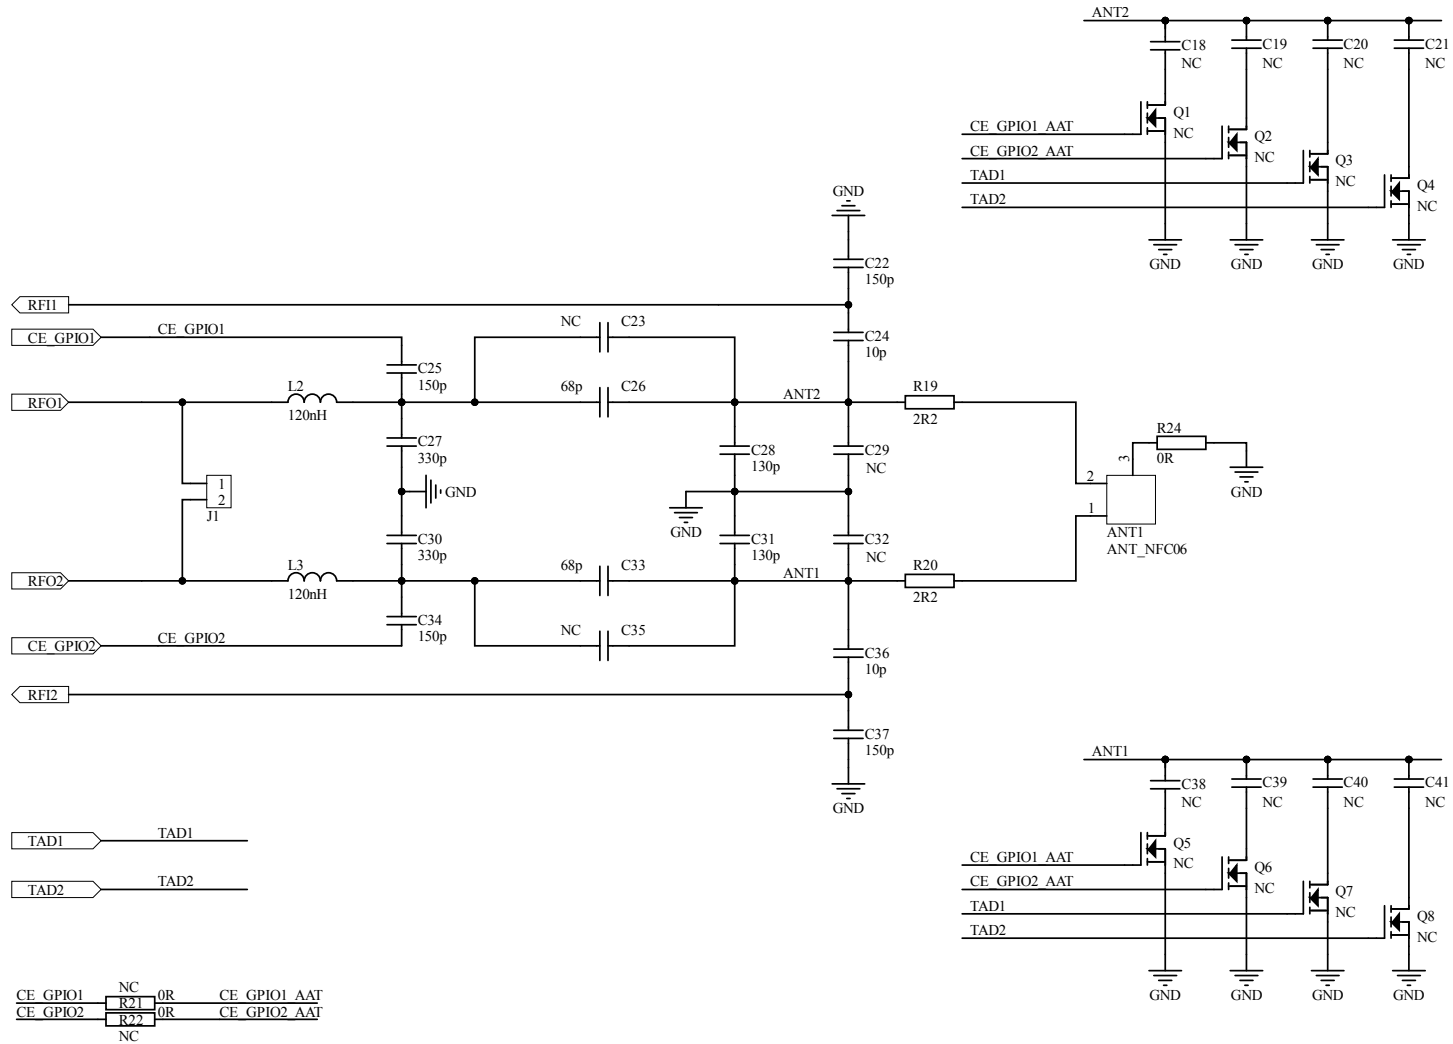 ANT2
C18
NC
C19
NC
C20
NC
C21
NC
CE_GPIO1_AAT
CE_GPIO2_AAT
TAD1
TAD2
Q1
NC
Q2
NC
Q3
NC
Q4
NC
GND
GND
GND
GND
GND
C22
150p
RFI1
CE_GPIO1
CE_GPIO1
NC
C23
C24
10p
C25
150p
68p
C26
RFO1
L2
120nH
ANT2
R19
2R2
C27
330p
C28
130p
C29
NC
R24
0R
3
GND
2
1
ANT1
ANT_NFC06
1
2
J1
GND
GND
C30
330p
C31
130p
C32
NC
RFO2
L3
120nH
68p
C33
ANT1
R20
2R2
C34
150p
NC
C35
CE_GPIO2
CE_GPIO2
C36
10p
RFI2
C37
150p
GND
ANT1
C38
NC
C39
NC
C40
NC
C41
NC
CE_GPIO1_AAT
CE_GPIO2_AAT
TAD1
TAD2
Q5
NC
Q6
NC
Q7
NC
Q8
NC
GND
GND
GND
GND
TAD1
TAD1
TAD2
TAD2
NC
CE_GPIO1 R21 0R CE_GPIO1_AAT
CE_GPIO2 R22 0R CE_GPIO2_AAT
NC